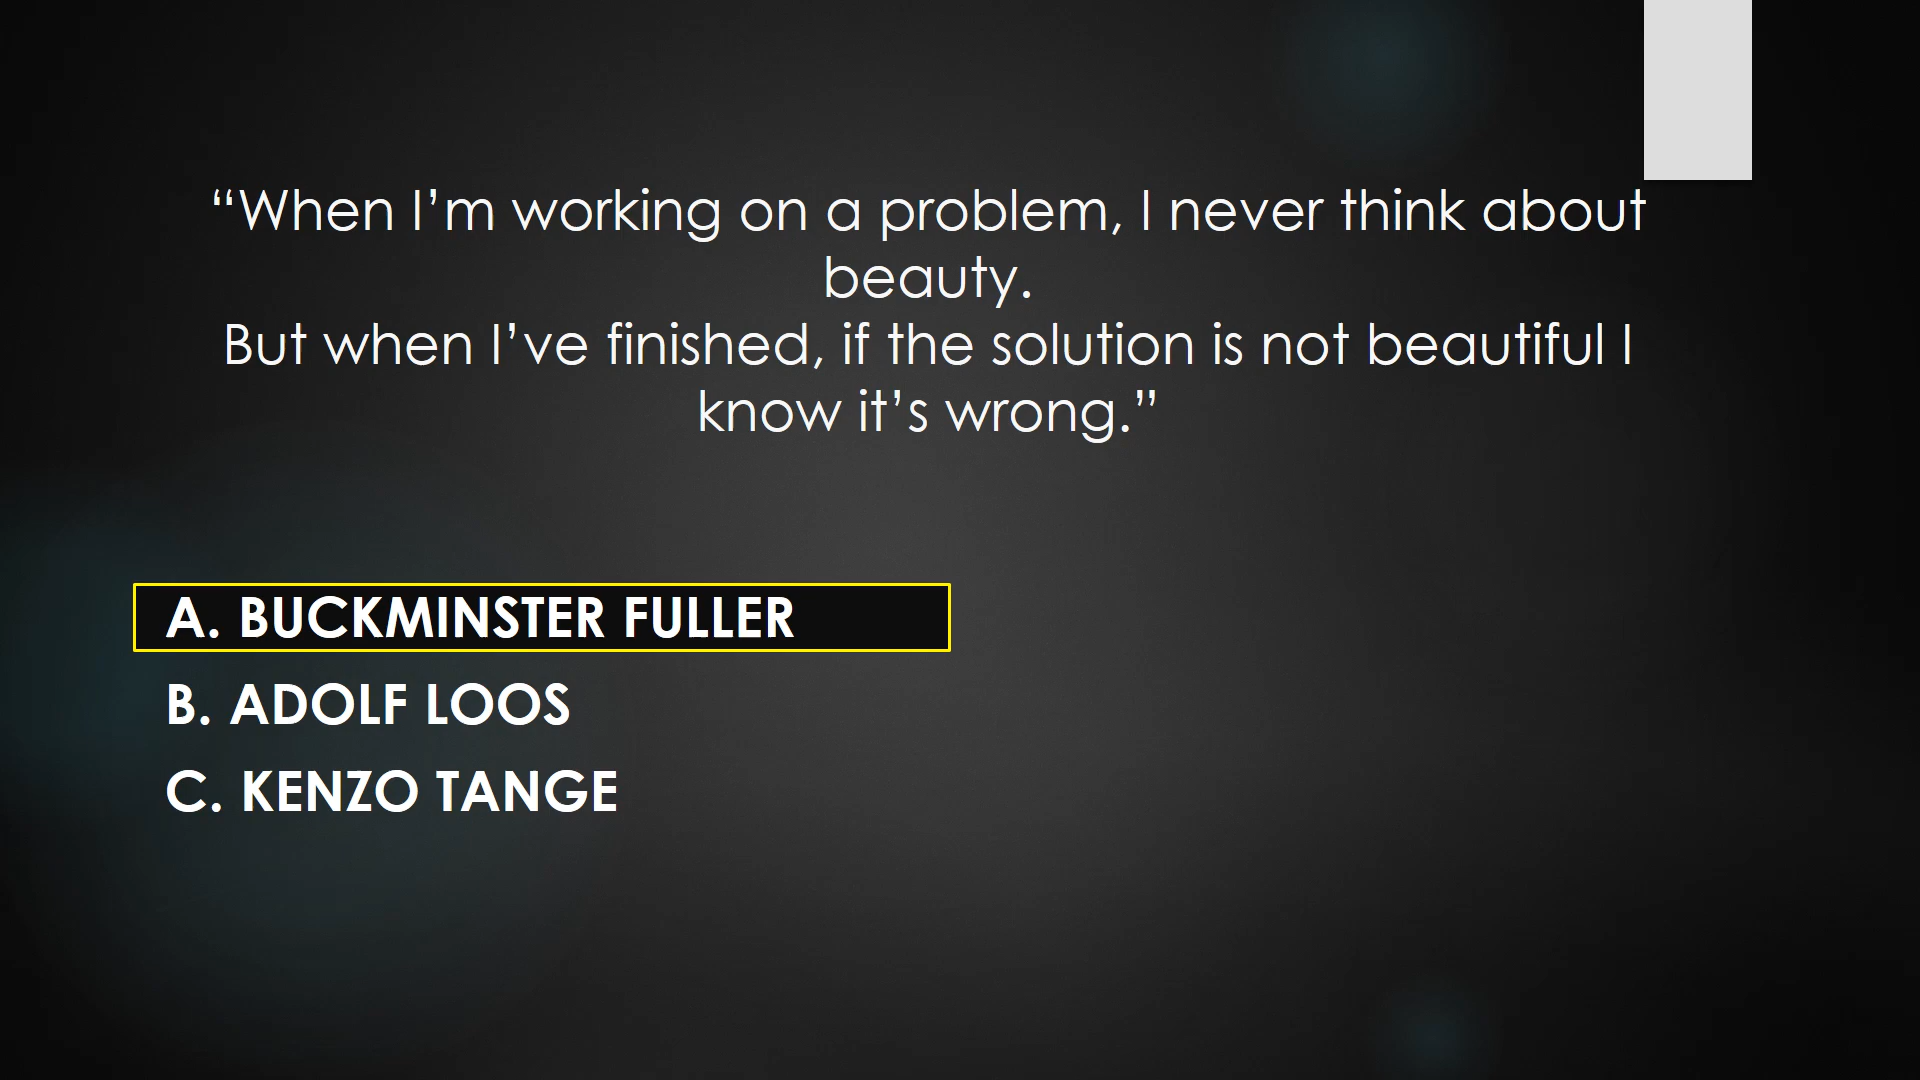 “When I’m working on a problem, I never think about
beauty.
But when I’ve finished, if the solution is not beautiful I
know it’s wrong.”
A. BUCKMINSTER FULLER
B. ADOLF LOOS
C. KENZO TANGE